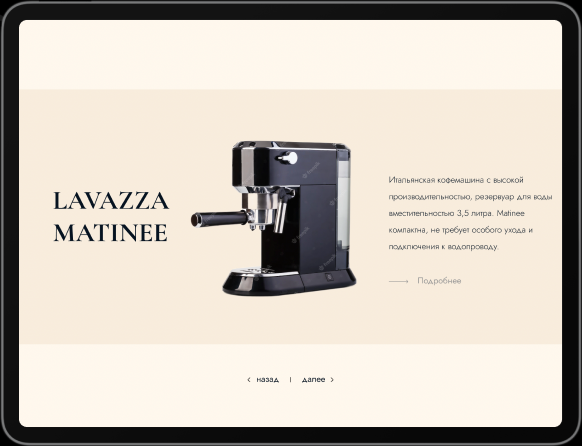 LAVAZZA
MATINEE
Итальянская кофемашина с высокой
производительностью, резервуар для воды
вместительностью 3,5 литра. Matinee
компактна, не требует особого ухода и
подключения к водопроводу.
Подробнее
‹ назад | далее ›